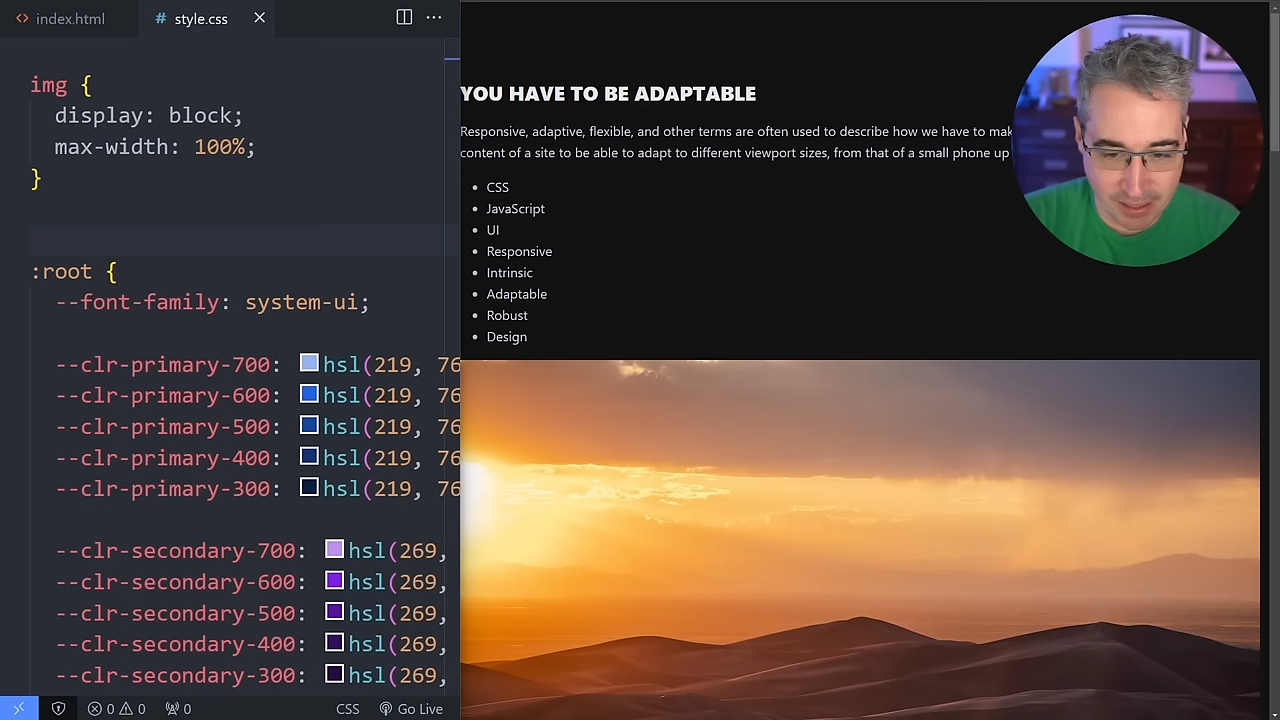 index.html
style.css
img {
display: block;
max-width: 100%;
}
:root {
--font-family: system-ui;
--clr-primary-700: hsl(219, 76
--clr-primary-600: hsl(219, 76
--clr-primary-500: hsl(219, 76
--clr-primary-400: hsl(219, 76
--clr-primary-300: hsl(219, 76
--clr-secondary-700: hsl(269,
--clr-secondary-600: hsl(269,
--clr-secondary-500: hsl(269,
--clr-secondary-400: hsl(269,
--clr-secondary-300: hsl(269,
0 0 0 CSS Go Live
YOU HAVE TO BE ADAPTABLE
Responsive, adaptive, flexible, and other terms are often used to describe how we have to mak
content of a site to be able to adapt to different viewport sizes, from that of a small phone up
• CSS
• JavaScript
• UI
• Responsive
• Intrinsic
• Adaptable
• Robust
• Design